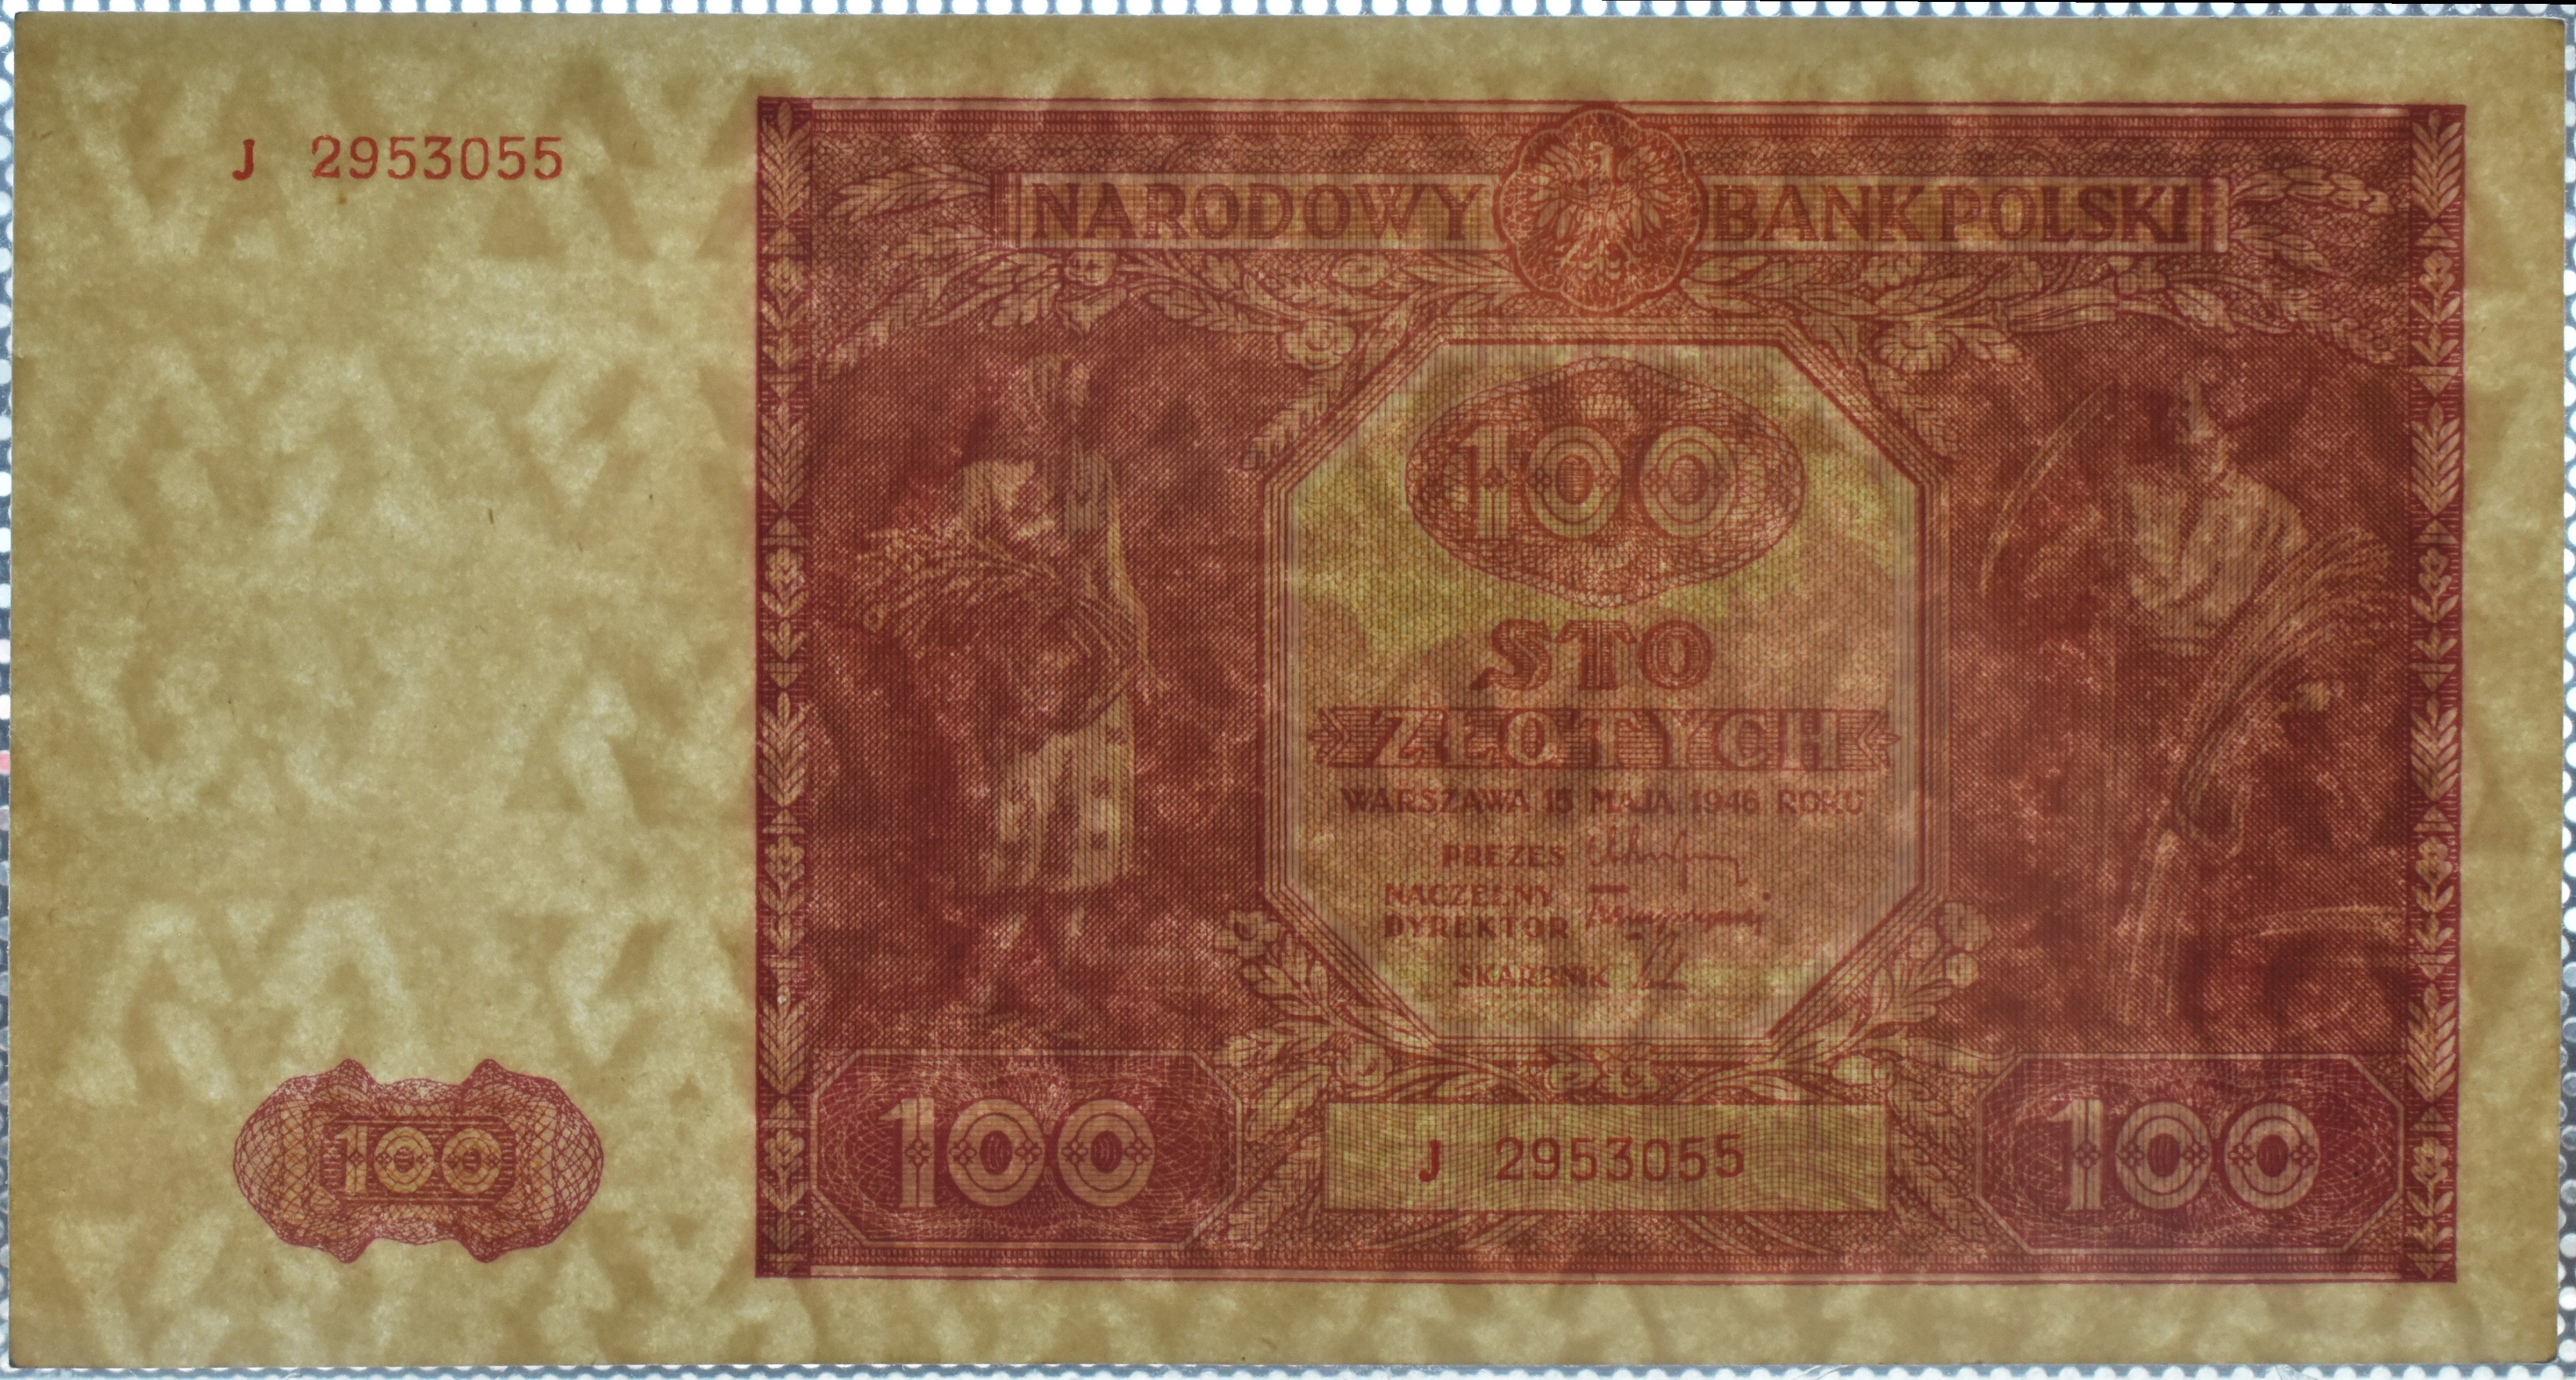 J 2953055
NARODOWY BANK POLSKI
100
STO
ZŁOTYCH
WARSZAWA 15 MAJA 1946 ROKU
PREZES
NACZELNY
DYREKTOR
SKARBNIK
100
100
J 2953055
100